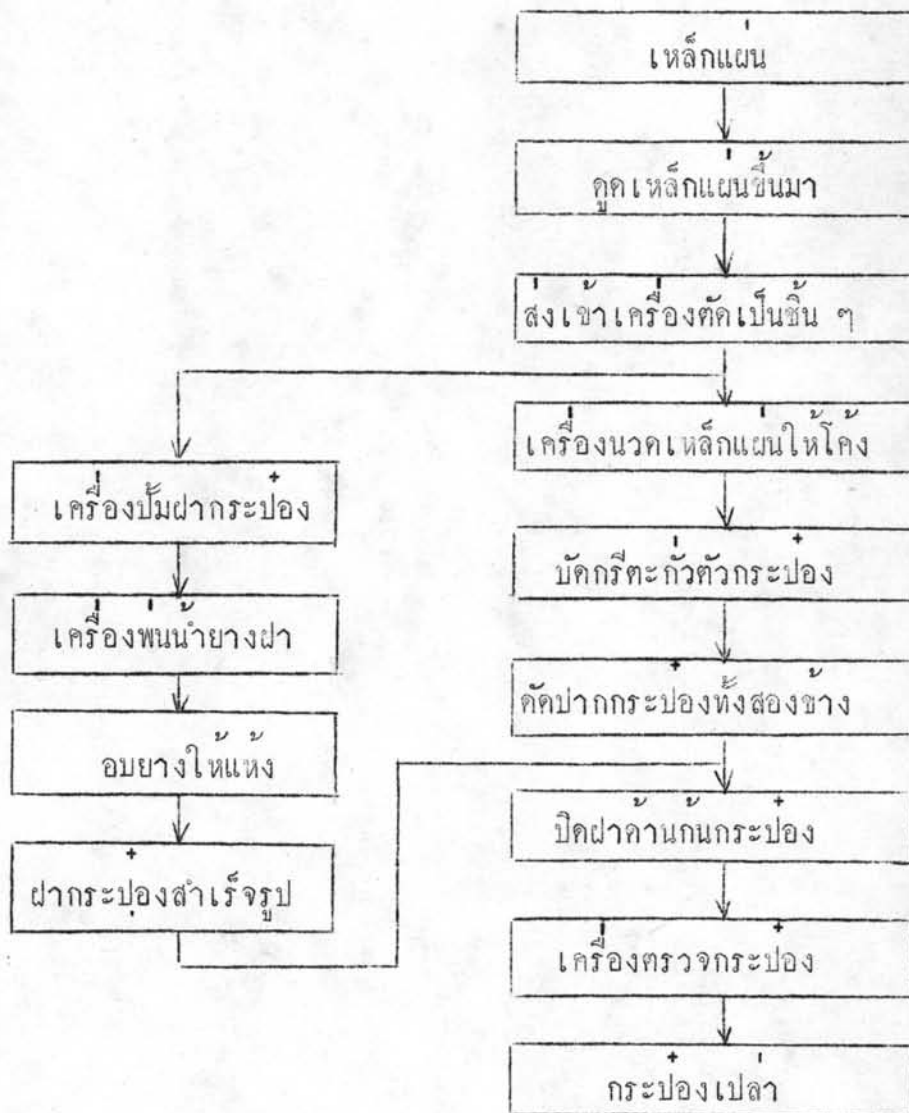 เหล็กแผ่น
ดูดเหล็กแผ่นขึ้นมา
ส่งเข้าเครื่องตัดเป็นชิ้น ๆ
เครื่องนวดเหล็กแผ่นให้โค้ง
บัดกรีตะกั่วตัวกระป๋อง
ดัดปากกระป๋องทั้งสองข้าง
ปิดฝาด้านก้นกระป๋อง
เครื่องตรวจกระป๋อง
กระป๋องเปล่า
เครื่องปั้มฝากระป๋อง
เครื่องพ่นน้ำยางฝา
อบยางให้แห้ง
ฝากระป๋องสำเร็จรูป